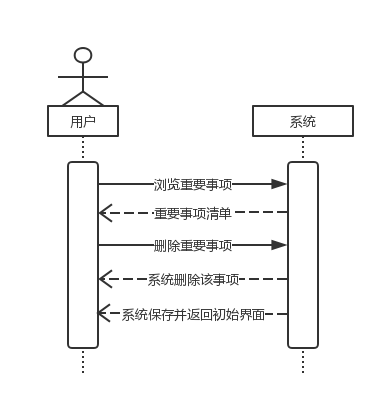 用户
系统
浏览重要事项
重要事项清单
删除重要事项
系统删除该事项
系统保存并返回初始界面